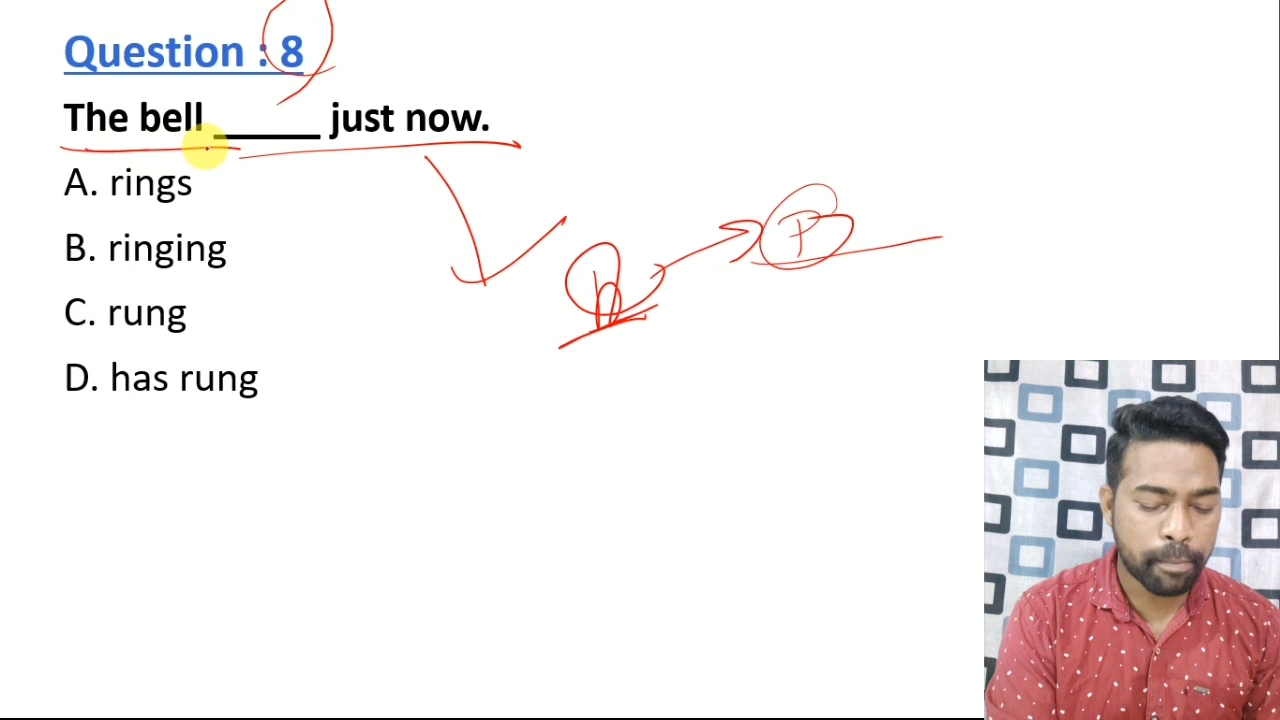 Question : 8
The bell ______ just now.
A. rings
B. ringing
C. rung
D. has rung